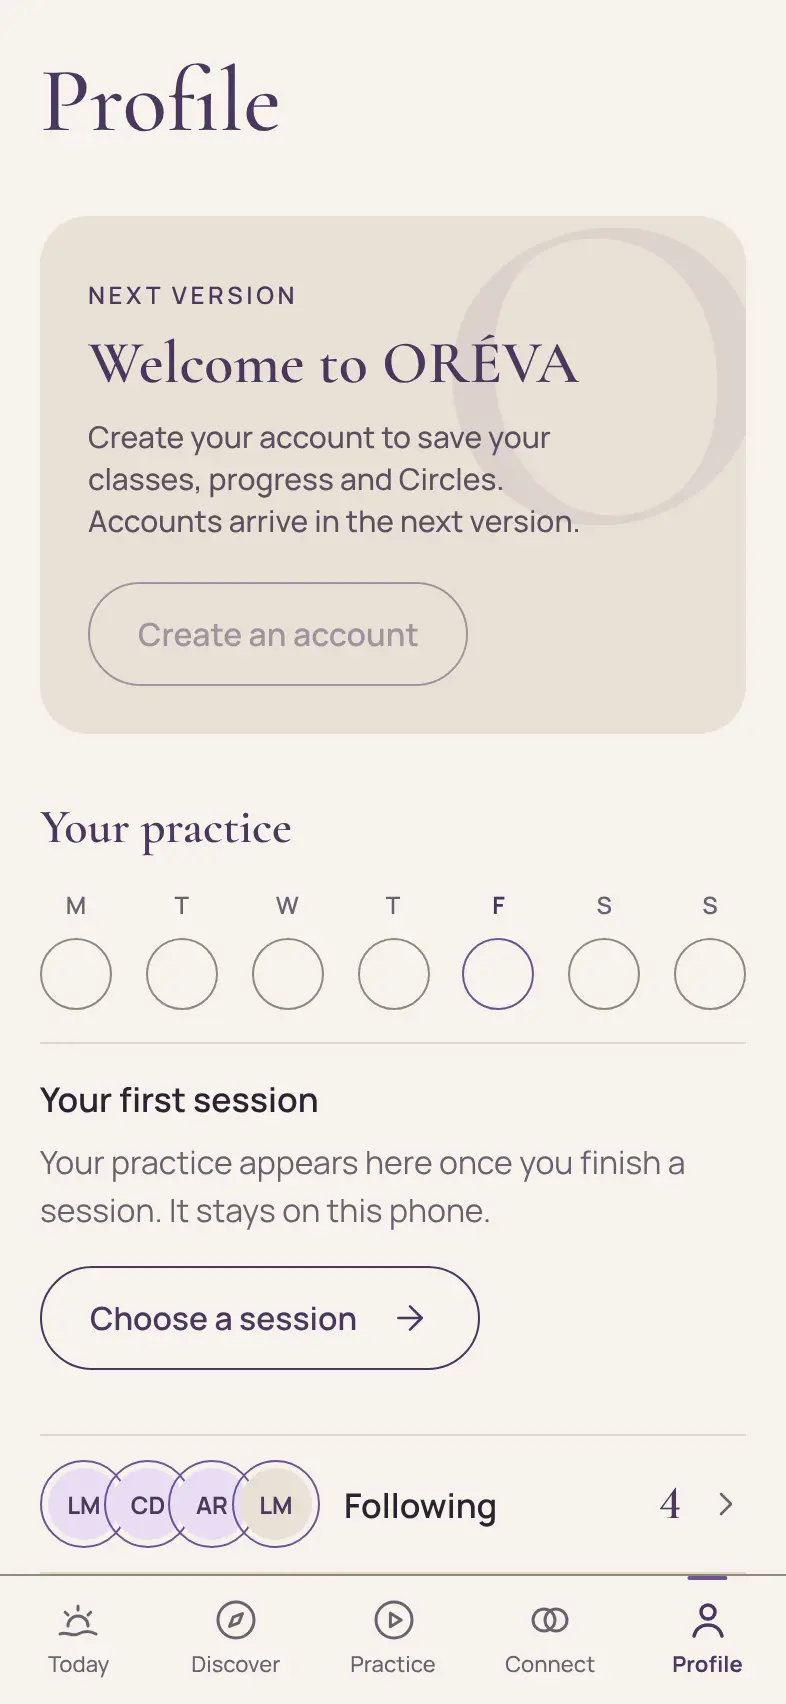 Profile
NEXT VERSION
Welcome to ORÉVA
Create your account to save your
classes, progress and Circles.
Accounts arrive in the next version.
Create an account
O
Your practice
M T W T F S S
Your first session
Your practice appears here once you finish a
session. It stays on this phone.
Choose a session
LM CD AR LM Following 4
Today Discover Practice Connect Profile